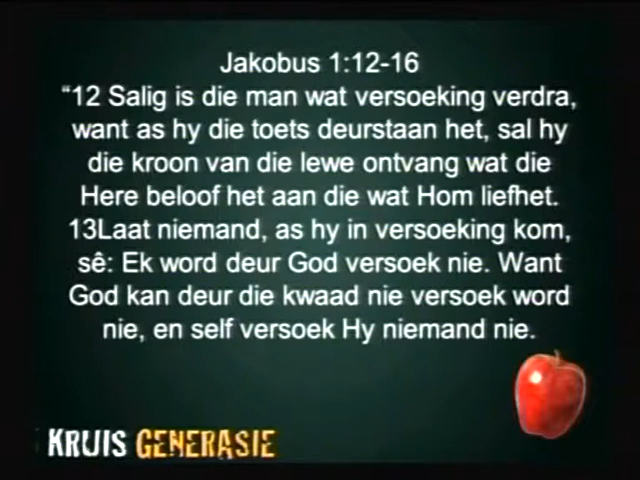 Jakobus 1:12-16
“12 Salig is die man wat versoeking verdra,
want as hy die toets deurstaan het, sal hy
die kroon van die lewe ontvang wat die
Here beloof het aan die wat Hom liefhet.
13Laat niemand, as hy in versoeking kom,
sê: Ek word deur God versoek nie. Want
God kan deur die kwaad nie versoek word
nie, en self versoek Hy niemand nie.
KRUIS GENERASIE